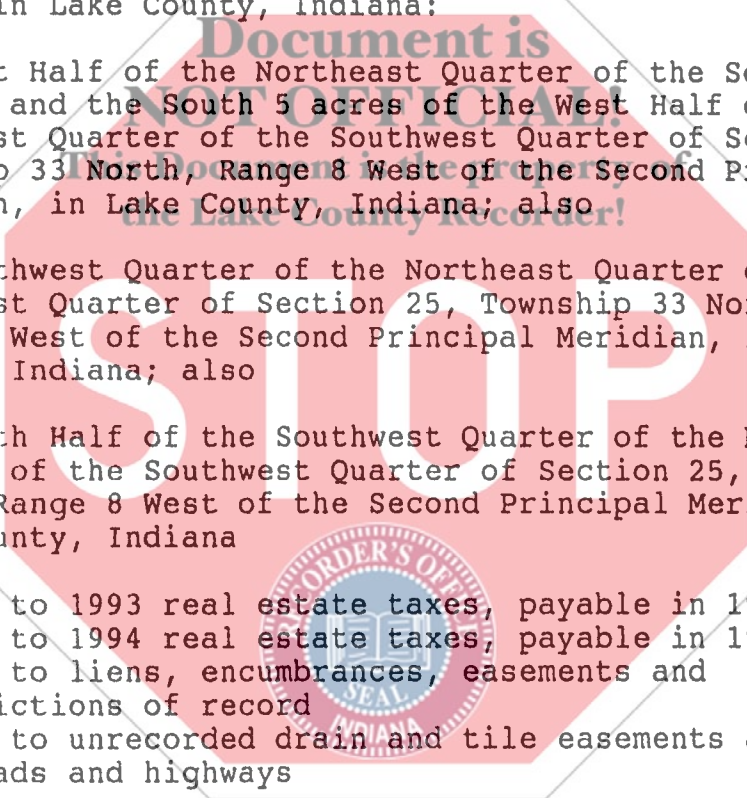 in Lake County, Indiana:
Document is
t Half of the Northeast Quarter of the So
and the South 5 acres of the West Half
NOT OFFICIAL!
st Quarter of the Southwest Quarter of Se
This Document is the property of
33 North, Range 8 West of the Second P
n, in Lake County, Indiana; also
the Lake County Recorder!
thwest Quarter of the Northeast Quarter
st Quarter of Section 25, Township 33 No
West of the Second Principal Meridian,
Indiana; also
STOP
th Half of the Southwest Quarter of the
of the Southwest Quarter of Section 25,
Range 8 West of the Second Principal Mer
unty, Indiana
RECORDER'S OFFICE
to 1993 real estate taxes, payable in 1
to 1994 real estate taxes, payable in 1
to liens, encumbrances, easements and
ictions of record
SEAL
INDIANA
to unrecorded drain and tile easements
ads and highways